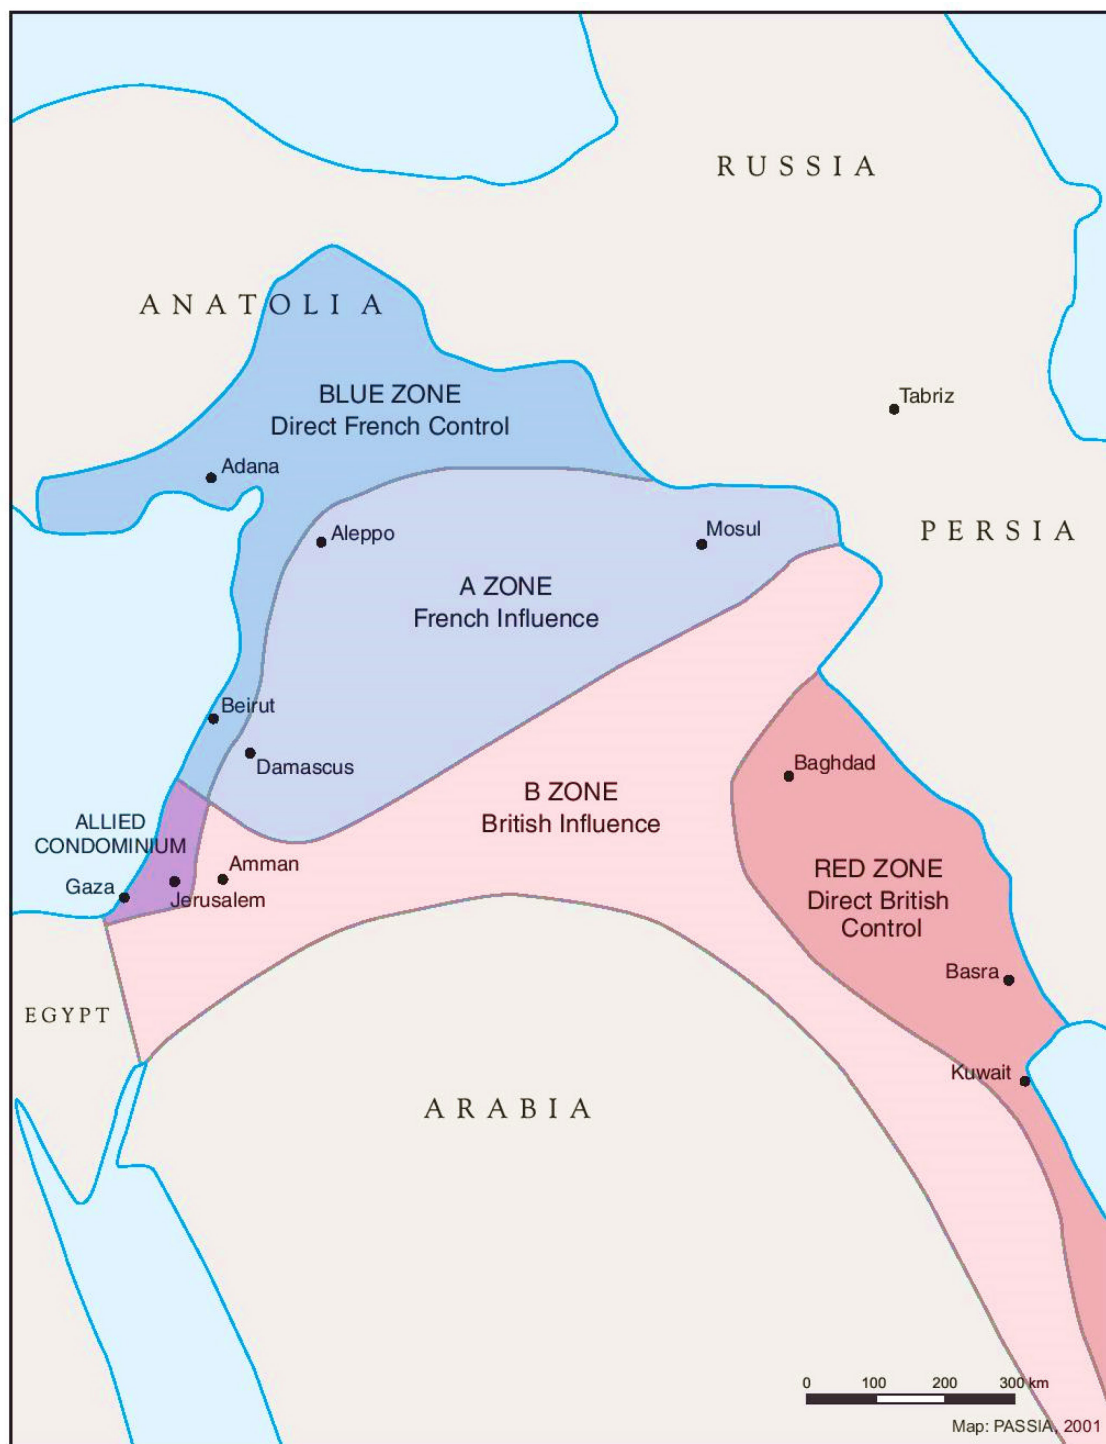 RUSSIA
ANATOLIA
BLUE ZONE
Direct French Control
Tabriz
Adana
Aleppo
Mosul
PERSIA
A ZONE
French Influence
Beirut
Damascus
Baghdad
B ZONE
British Influence
ALLIED
CONDOMINIUM
Amman
Gaza
Jerusalem
RED ZONE
Direct British
Control
Basra
EGYPT
Kuwait
ARABIA
0 100 200 300 km
Map: PASSIA, 2001